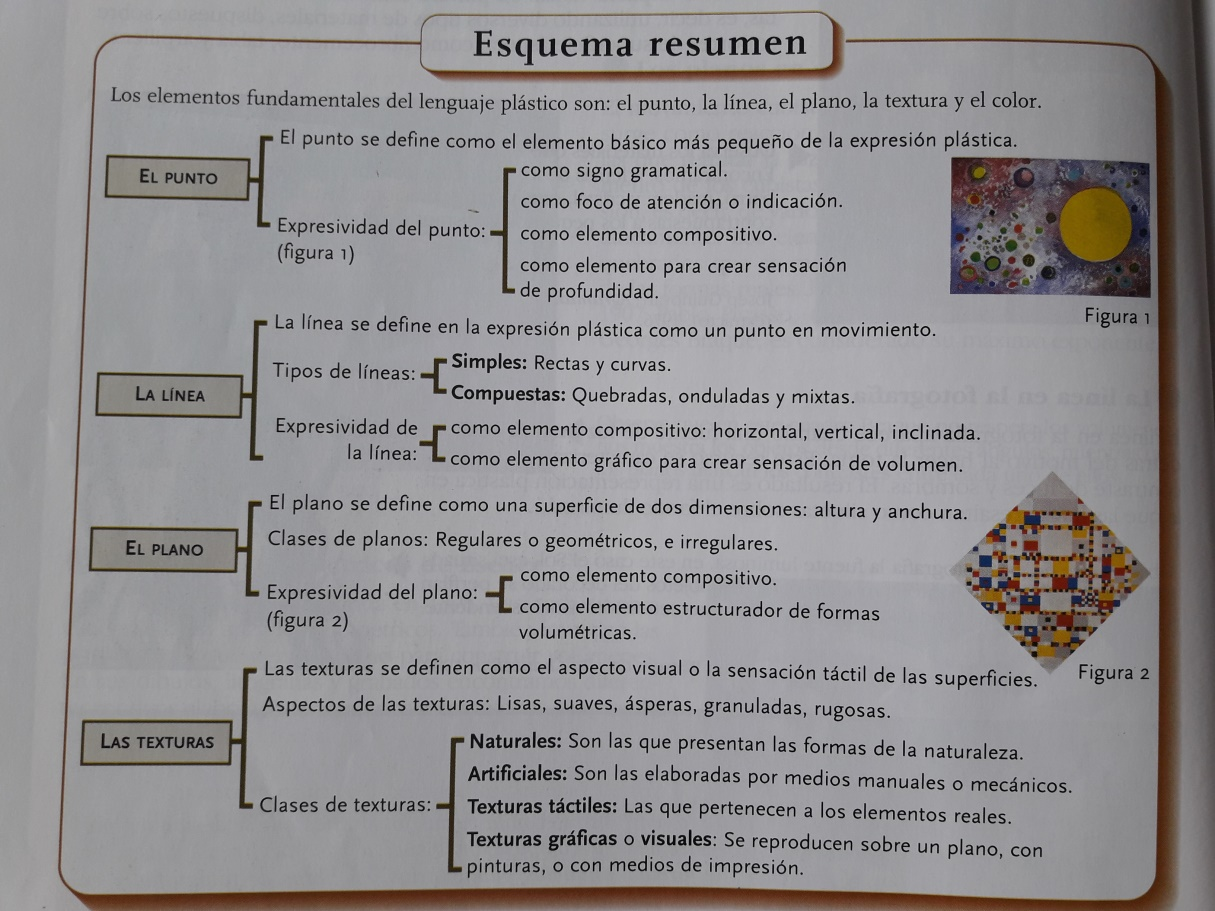 Esquema resumen
Los elementos fundamentales del lenguaje plástico son: el punto, la línea, el plano, la textura y el color.
EL PUNTO
El punto se define como el elemento básico más pequeño de la expresión plástica.
Expresividad del punto:
(figura 1)
como signo gramatical.
como foco de atención o indicación.
como elemento compositivo.
como elemento para crear sensación
de profundidad.
Figura 1
LA LÍNEA
La línea se define en la expresión plástica como un punto en movimiento.
Tipos de líneas:
Simples: Rectas y curvas.
Compuestas: Quebradas, onduladas y mixtas.
Expresividad de
la línea:
como elemento compositivo: horizontal, vertical, inclinada.
como elemento gráfico para crear sensación de volumen.
EL PLANO
El plano se define como una superficie de dos dimensiones: altura y anchura.
Clases de planos: Regulares o geométricos, e irregulares.
Expresividad del plano:
(figura 2)
como elemento compositivo.
como elemento estructurador de formas
volumétricas.
Figura 2
LAS TEXTURAS
Las texturas se definen como el aspecto visual o la sensación táctil de las superficies.
Aspectos de las texturas: Lisas, suaves, ásperas, granuladas, rugosas.
Clases de texturas:
Naturales: Son las que presentan las formas de la naturaleza.
Artificiales: Son las elaboradas por medios manuales o mecánicos.
Texturas táctiles: Las que pertenecen a los elementos reales.
Texturas gráficas o visuales: Se reproducen sobre un plano, con
pinturas, o con medios de impresión.